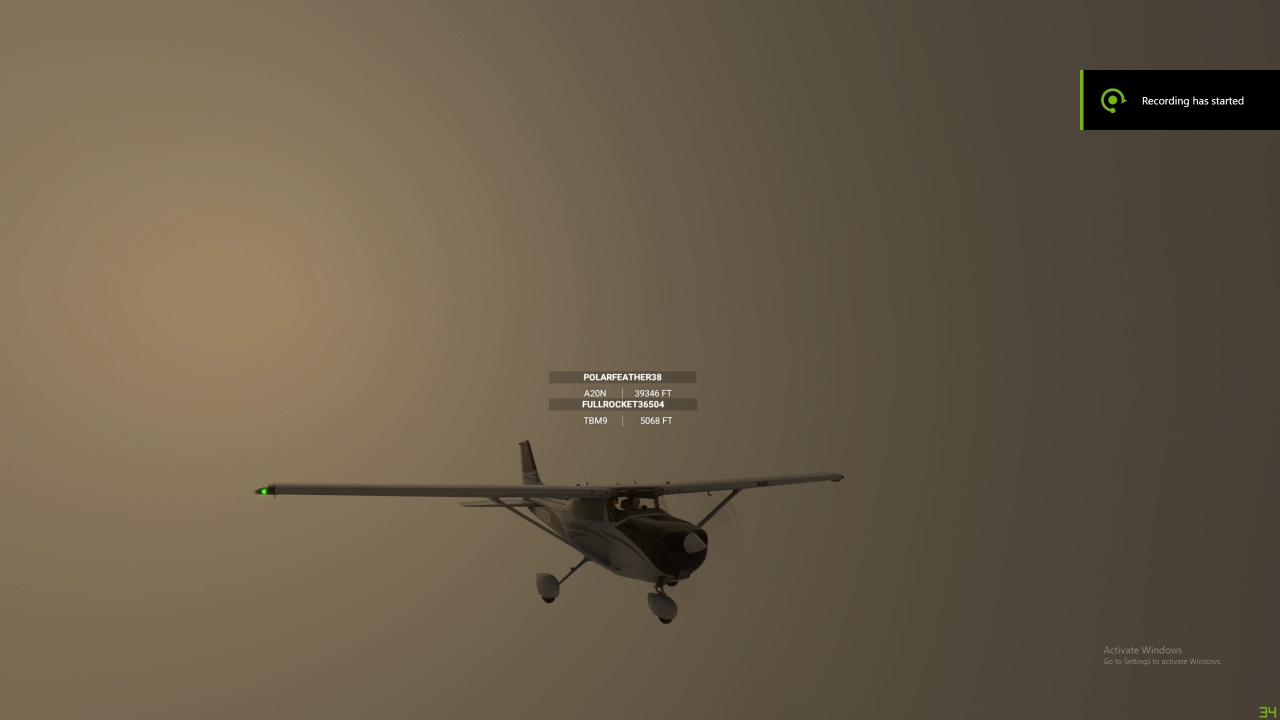 Recording has started
POLARFEATHER38
A20N | 39346 FT
FULLROCKET36504
TBM9 | 5068 FT
Activate Windows
Go to Settings to activate Windows.
34